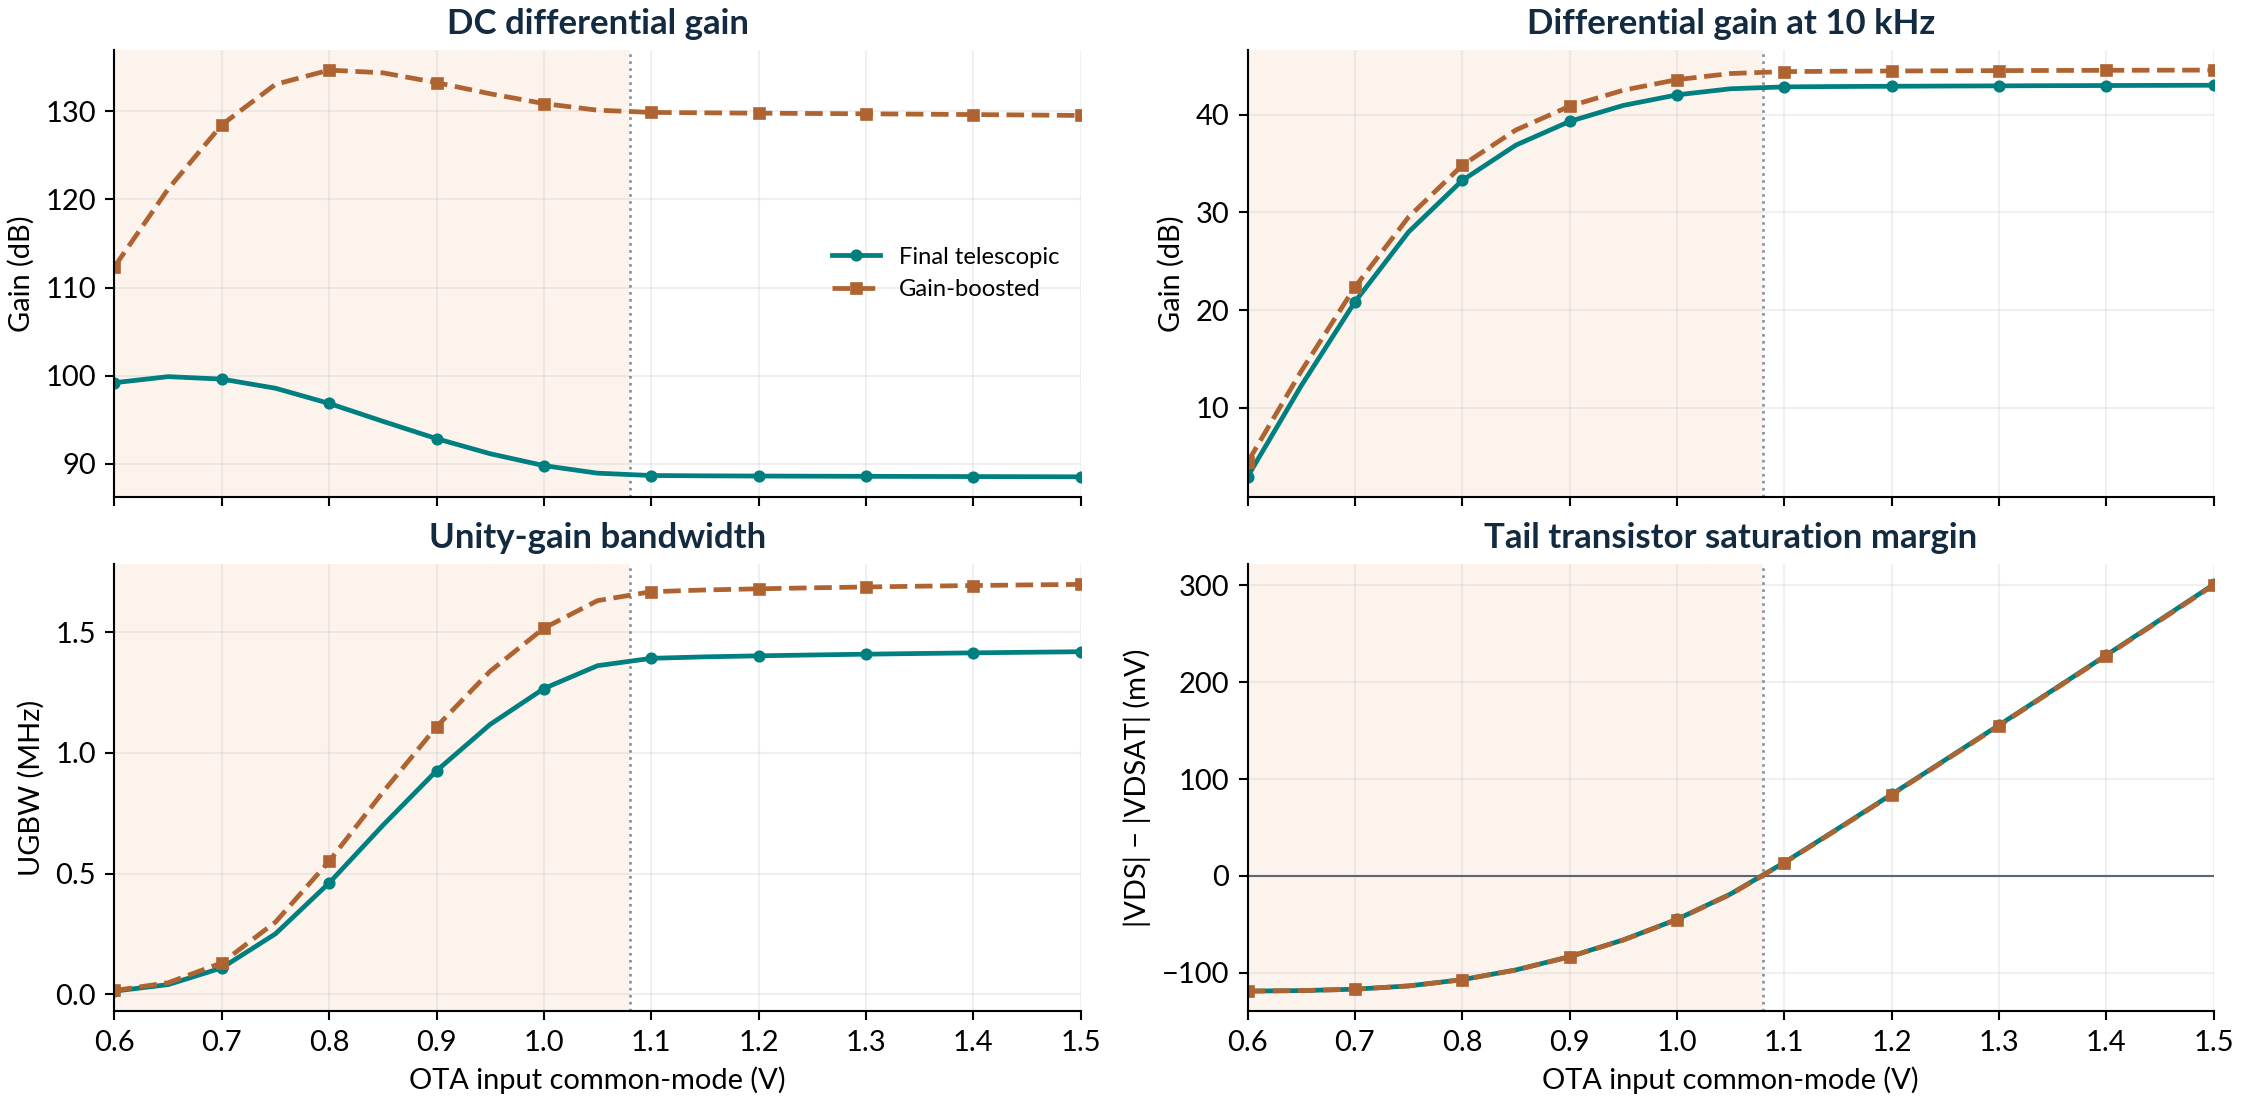 DC differential gain
Gain (dB)
130
120
110
100
90
Final telescopic
Gain-boosted
Differential gain at 10 kHz
Gain (dB)
40
30
20
10
Unity-gain bandwidth
UGBW (MHz)
1.5
1.0
0.5
0.0
0.6 0.7 0.8 0.9 1.0 1.1 1.2 1.3 1.4 1.5
OTA input common-mode (V)
Tail transistor saturation margin
|VDS| − |VDSAT| (mV)
300
200
100
0
−100
0.6 0.7 0.8 0.9 1.0 1.1 1.2 1.3 1.4 1.5
OTA input common-mode (V)